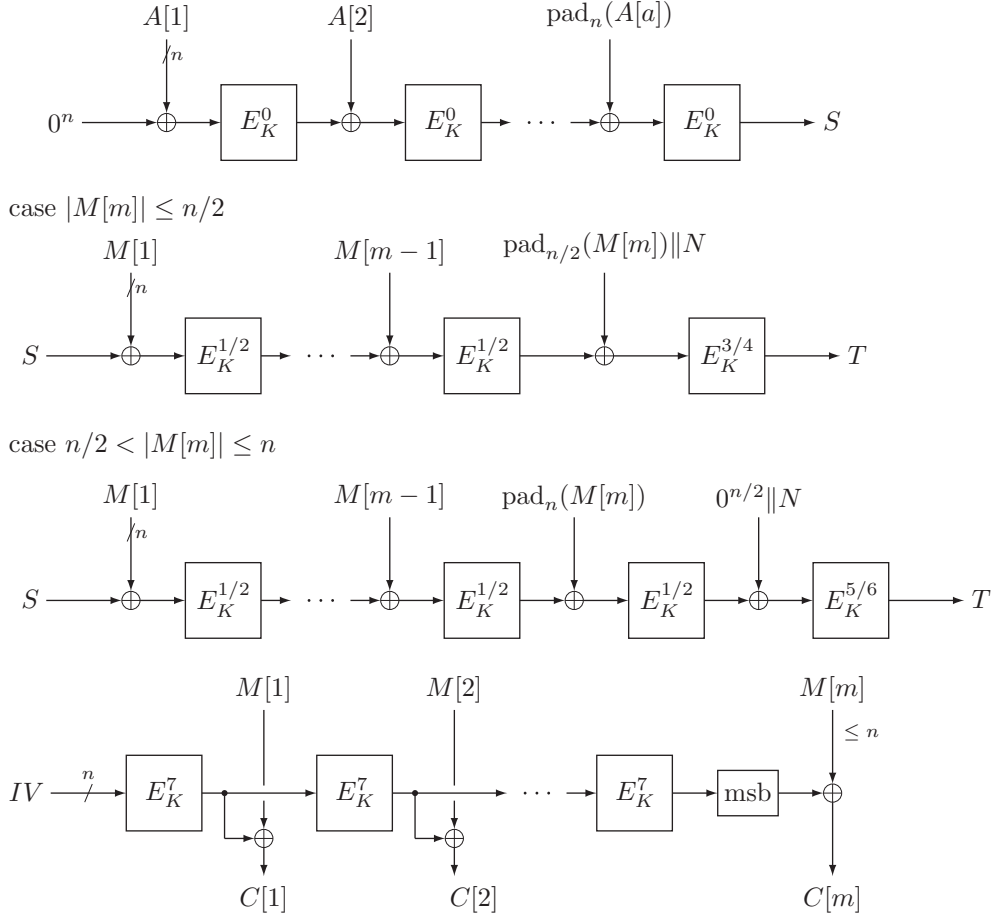 A[1] A[2] pad_n(A[a])
n
0^n E_K^0 E_K^0 ··· E_K^0 S
case |M[m]| ≤ n/2
M[1] M[m − 1] pad_{n/2}(M[m])‖N
n
S E_K^{1/2} ··· E_K^{1/2} E_K^{3/4} T
case n/2 < |M[m]| ≤ n
M[1] M[m − 1] pad_n(M[m]) 0^{n/2}‖N
n
S E_K^{1/2} ··· E_K^{1/2} E_K^{1/2} E_K^{5/6} T
M[1] M[2] M[m]
≤ n
n
IV E_K^7 E_K^7 ··· E_K^7 msb
C[1] C[2] C[m]